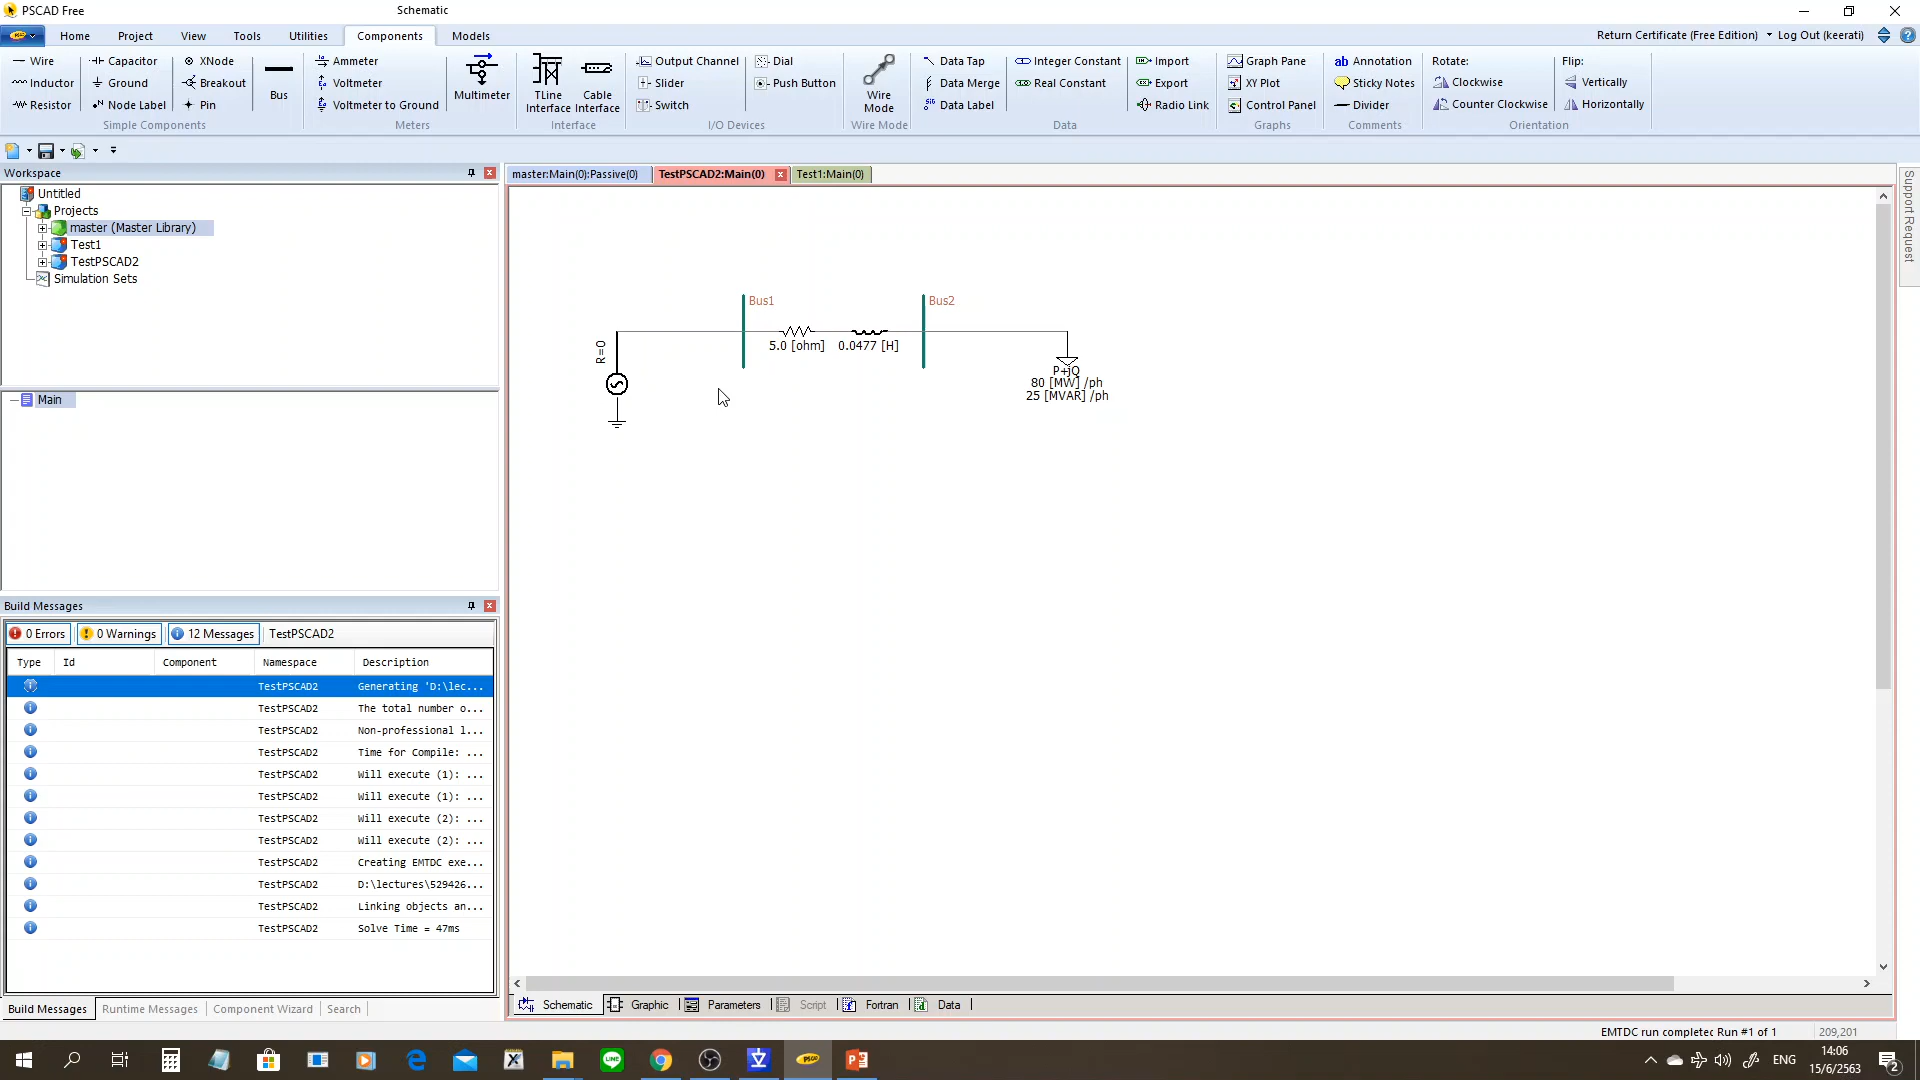 PSCAD Free
Schematic
Home Project View Tools Utilities Components Models
Return Certificate (Free Edition) Log Out (keerati)
Wire Capacitor XNode Ammeter Output Channel Dial Data Tap Integer Constant Import Graph Pane Annotation Rotate: Flip:
Inductor Ground Breakout Voltmeter Slider Push Button Data Merge Real Constant Export XY Plot Sticky Notes Clockwise Vertically
Resistor Node Label Pin Voltmeter to Ground Switch Data Label Radio Link Control Panel Divider Counter Clockwise Horizontally
Bus
Multimeter
TLine Interface
Cable Interface
Wire Mode
Simple Components Meters Interface I/O Devices Wire Mode Data Graphs Comments Orientation
Workspace
Untitled
Projects
master (Master Library)
Test1
TestPSCAD2
Simulation Sets
Main
master:Main(0):Passive(0) TestPSCAD2:Main(0) Test1:Main(0)
Support Request
Bus1
Bus2
R=0
5.0 [ohm] 0.0477 [H]
P+jQ
80 [MW] /ph
25 [MVAR] /ph
Build Messages
0 Errors 0 Warnings 12 Messages TestPSCAD2
Type Id Component Namespace Description
TestPSCAD2 Generating 'D:\lec...
TestPSCAD2 The total number o...
TestPSCAD2 Non-professional l...
TestPSCAD2 Time for Compile: ...
TestPSCAD2 Will execute (1): ...
TestPSCAD2 Will execute (1): ...
TestPSCAD2 Will execute (2): ...
TestPSCAD2 Will execute (2): ...
TestPSCAD2 Creating EMTDC exe...
TestPSCAD2 D:\lectures\529426...
TestPSCAD2 Linking objects an...
TestPSCAD2 Solve Time = 47ms
Build Messages Runtime Messages Component Wizard Search
Schematic Graphic Parameters Script Fortran Data
EMTDC run completed Run #1 of 1 209,201
ENG
14:06
15/6/2563
2